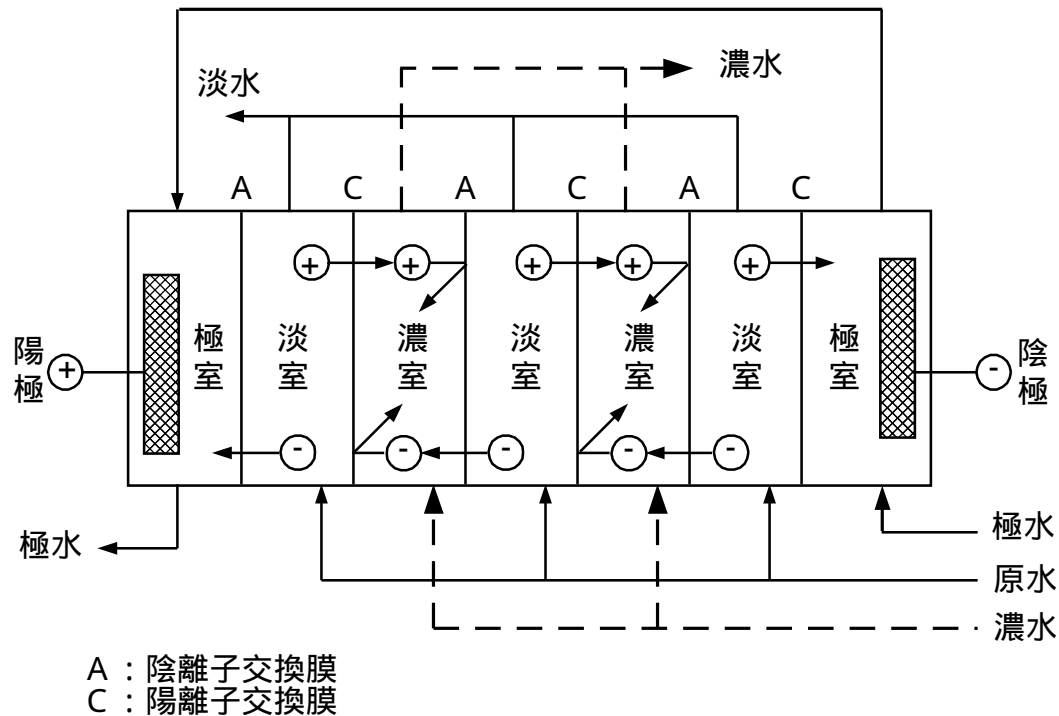 濃水
淡水
A C A C A C
+ + + + +
陽極 + 極室 淡室 濃室 淡室 濃室 淡室 極室 - 陰極
- - - - -
極水
極水
原水
濃水
A ：陰離子交換膜
C ：陽離子交換膜